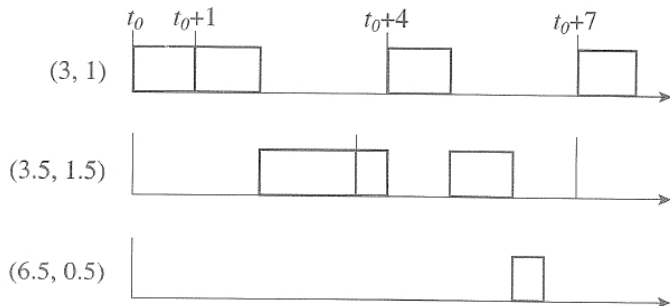 t₀ t₀+1 t₀+4 t₀+7
(3, 1)
(3.5, 1.5)
(6.5, 0.5)